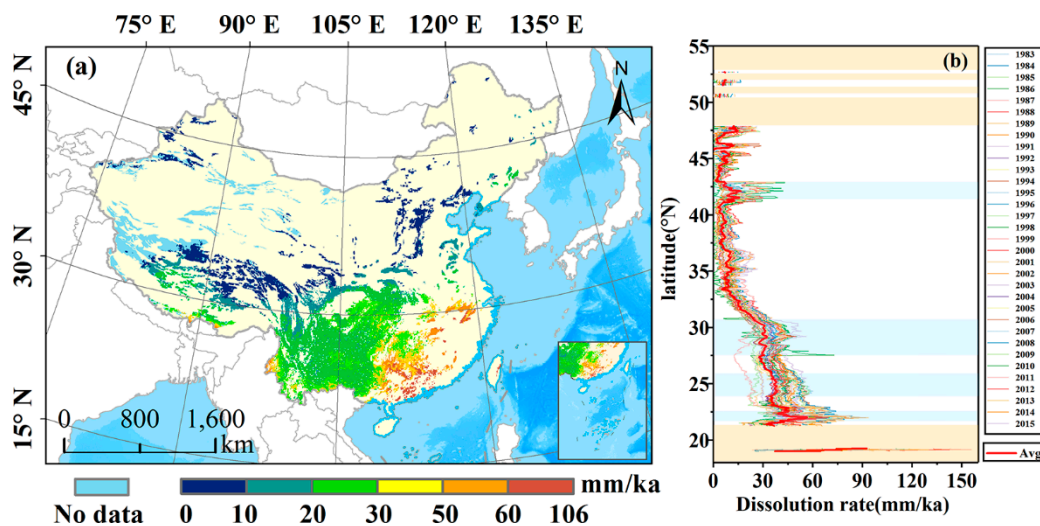 75° E 90° E 105° E 120° E 135° E
(a)
N
45° N
30° N
15° N
0 800 1,600
km
No data
0 10 20 30 50 60 106
mm/ka
(b)
55
50
45
40
35
30
25
20
latitude(°N)
0 30 60 90 120 150
Dissolution rate(mm/ka)
1983
1984
1985
1986
1987
1988
1989
1990
1991
1992
1993
1994
1995
1996
1997
1998
1999
2000
2001
2002
2003
2004
2005
2006
2007
2008
2009
2010
2011
2012
2013
2014
2015
Avg